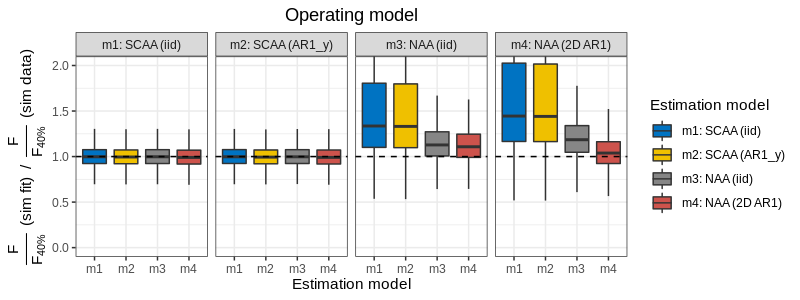 Operating model
m1: SCAA (iid)
m2: SCAA (AR1_y)
m3: NAA (iid)
m4: NAA (2D AR1)
F / F40% (sim fit) / F / F40% (sim data)
2.0
1.5
1.0
0.5
0.0
m1 m2 m3 m4
m1 m2 m3 m4
m1 m2 m3 m4
m1 m2 m3 m4
Estimation model
Estimation model
m1: SCAA (iid)
m2: SCAA (AR1_y)
m3: NAA (iid)
m4: NAA (2D AR1)